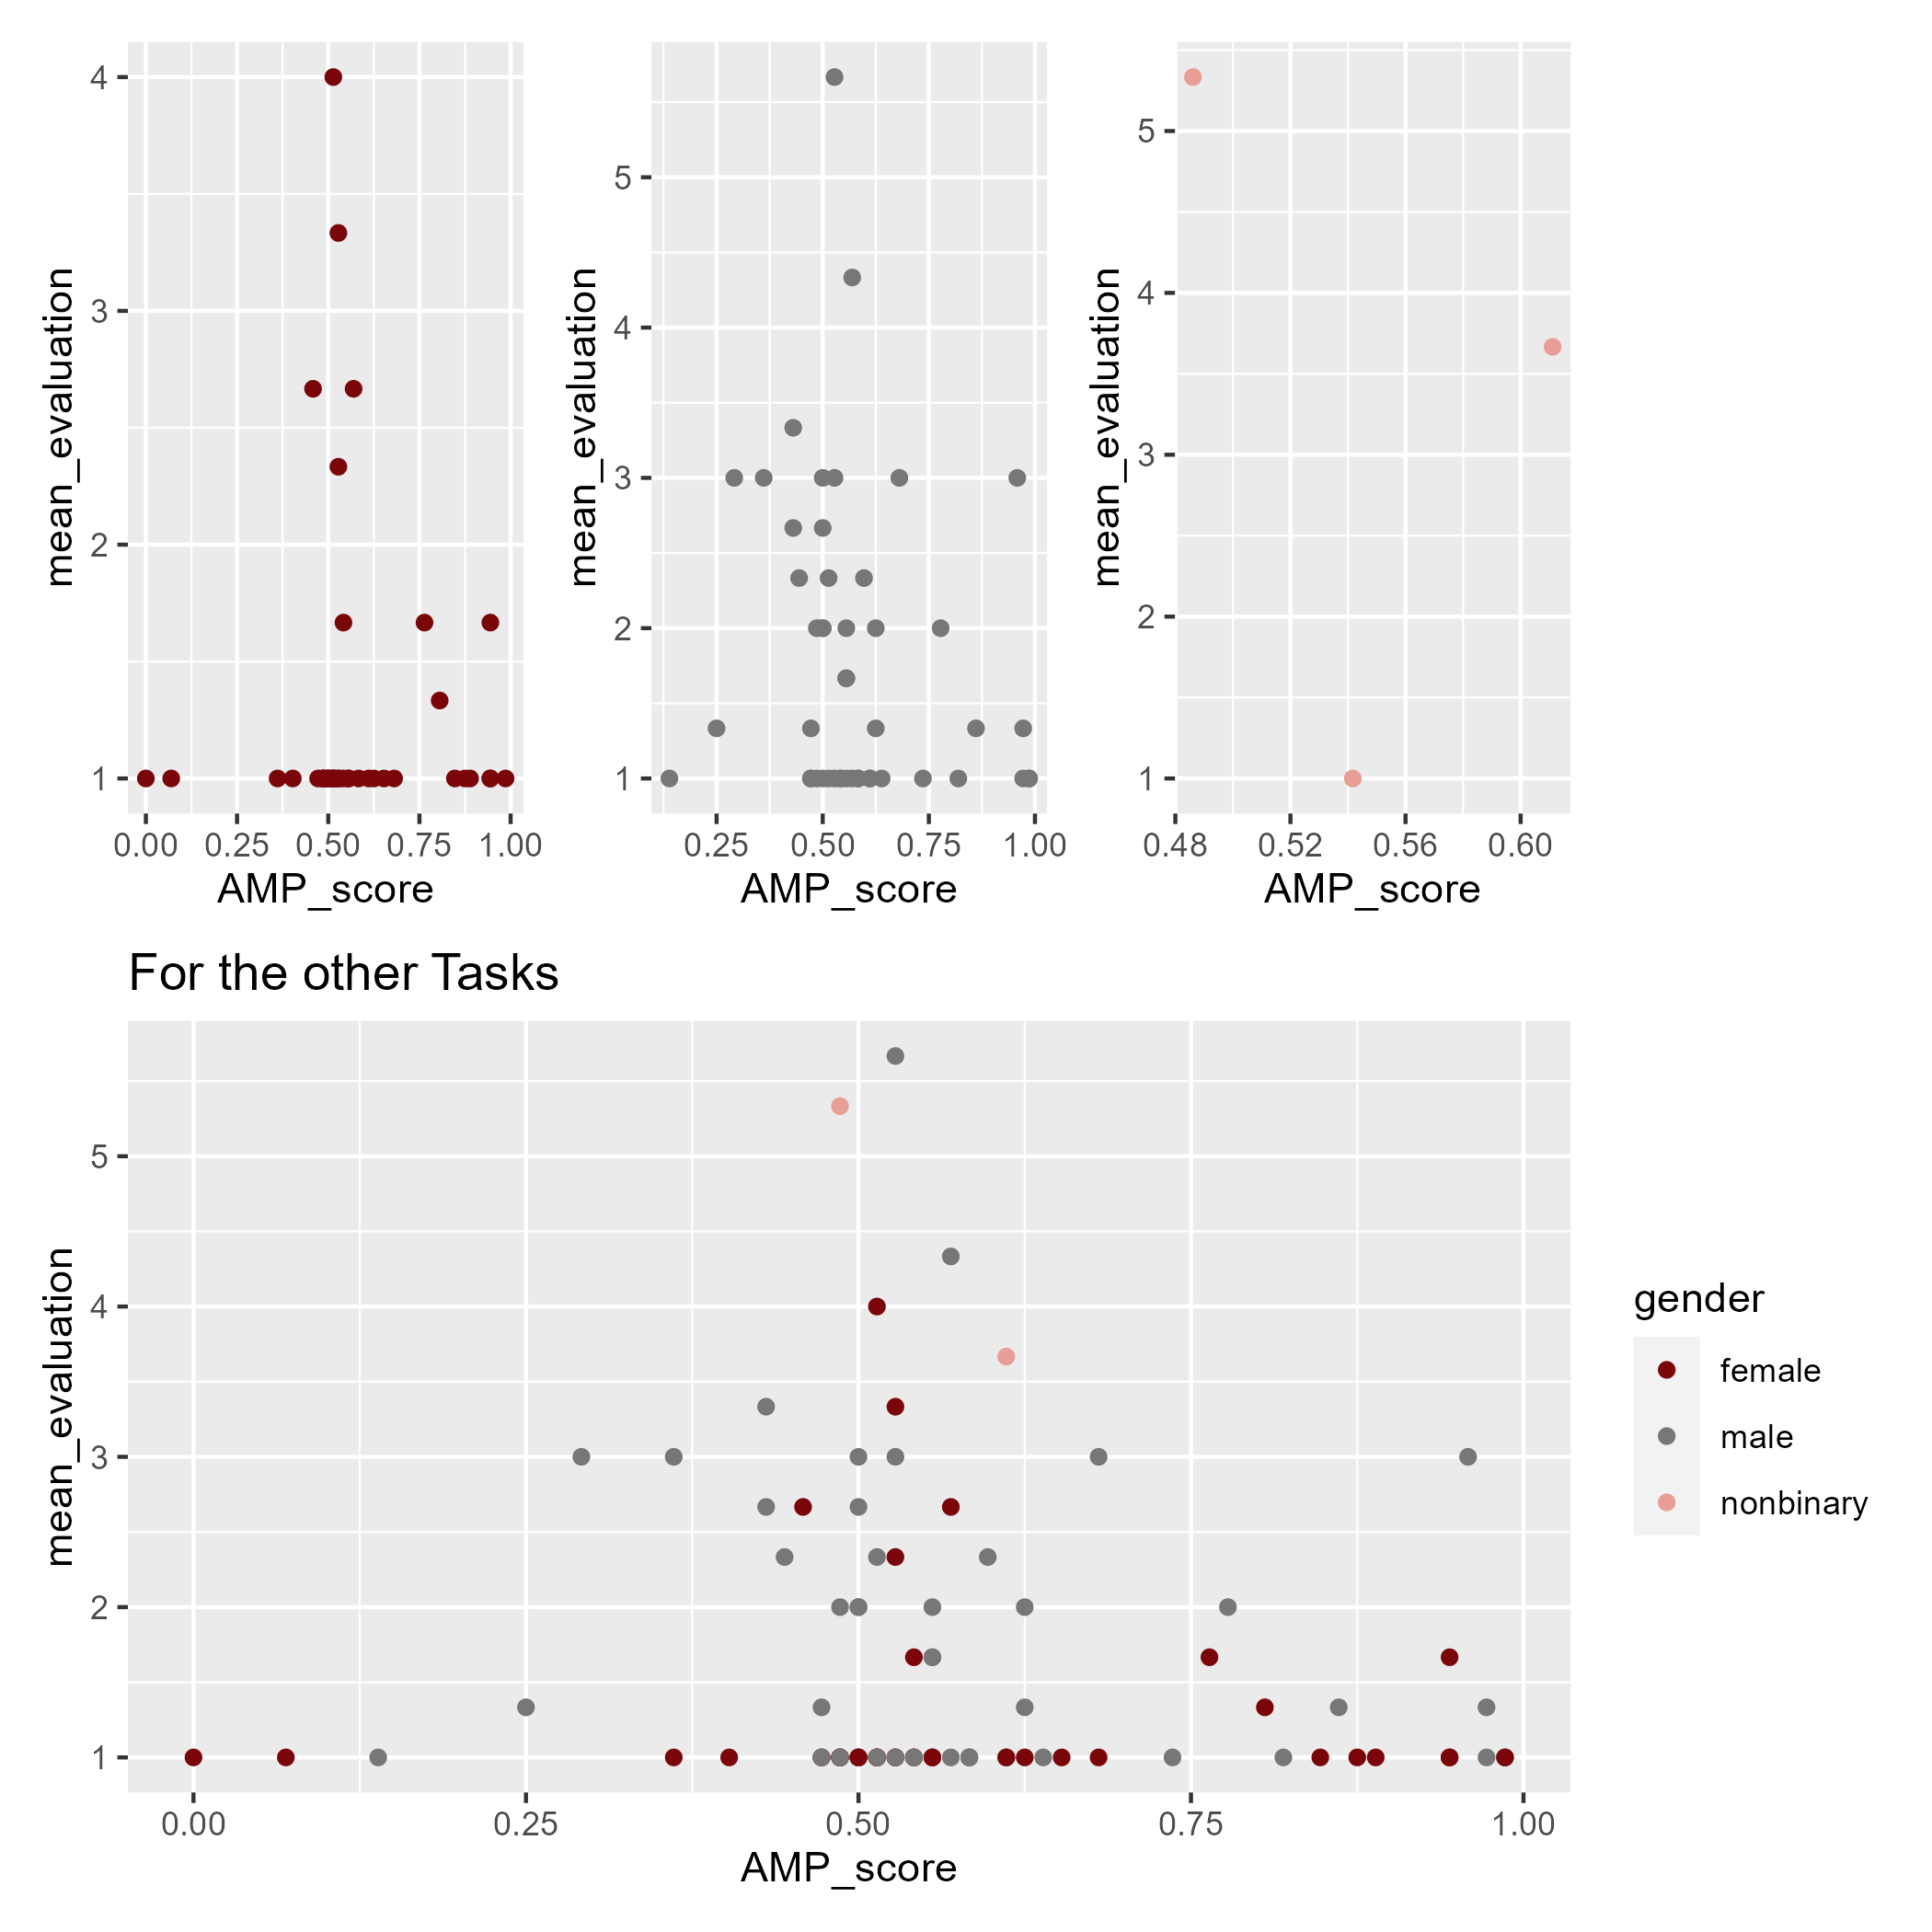 mean_evaluation
4
3
2
1
0.00 0.25 0.50 0.75 1.00
AMP_score
mean_evaluation
5
4
3
2
1
0.25 0.50 0.75 1.00
AMP_score
mean_evaluation
5
4
3
2
1
0.48 0.52 0.56 0.60
AMP_score
For the other Tasks
mean_evaluation
5
4
3
2
1
0.00 0.25 0.50 0.75 1.00
AMP_score
gender
female
male
nonbinary